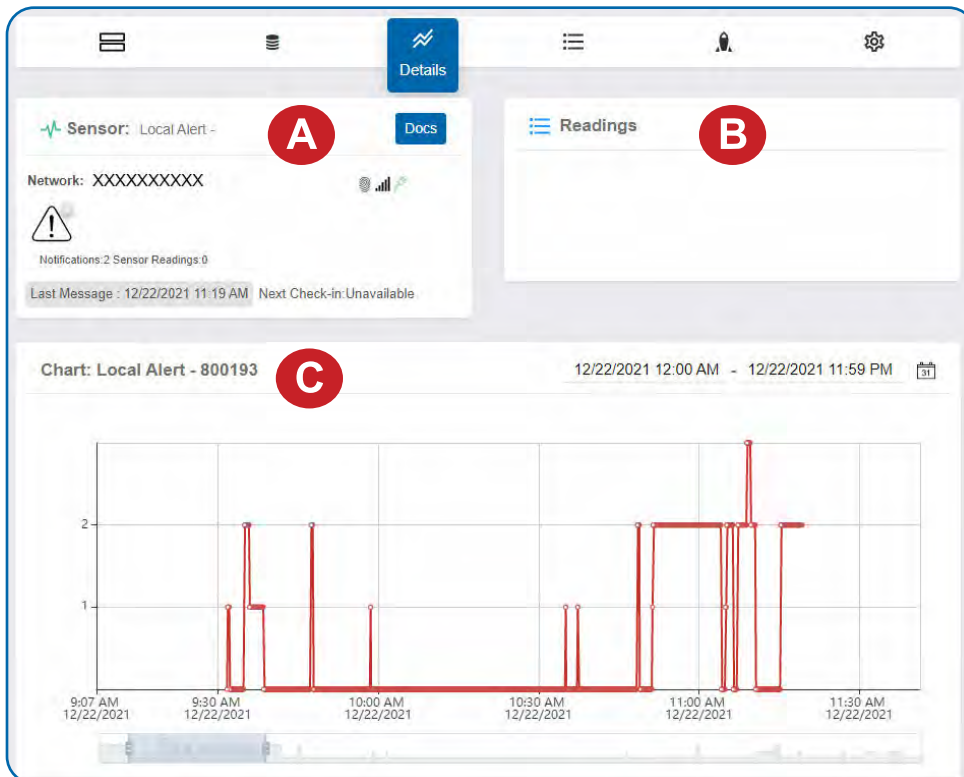 Details
Sensor: Local Alert -
A
Docs
Readings
B
Network: XXXXXXXXXX
Notifications:2 Sensor Readings:0
Last Message : 12/22/2021 11:19 AM Next Check-in:Unavailable
Chart: Local Alert - 800193
C
12/22/2021 12:00 AM - 12/22/2021 11:59 PM
31
2
1
9:07 AM 9:30 AM 10:00 AM 10:30 AM 11:00 AM 11:30 AM
12/22/2021 12/22/2021 12/22/2021 12/22/2021 12/22/2021 12/22/2021